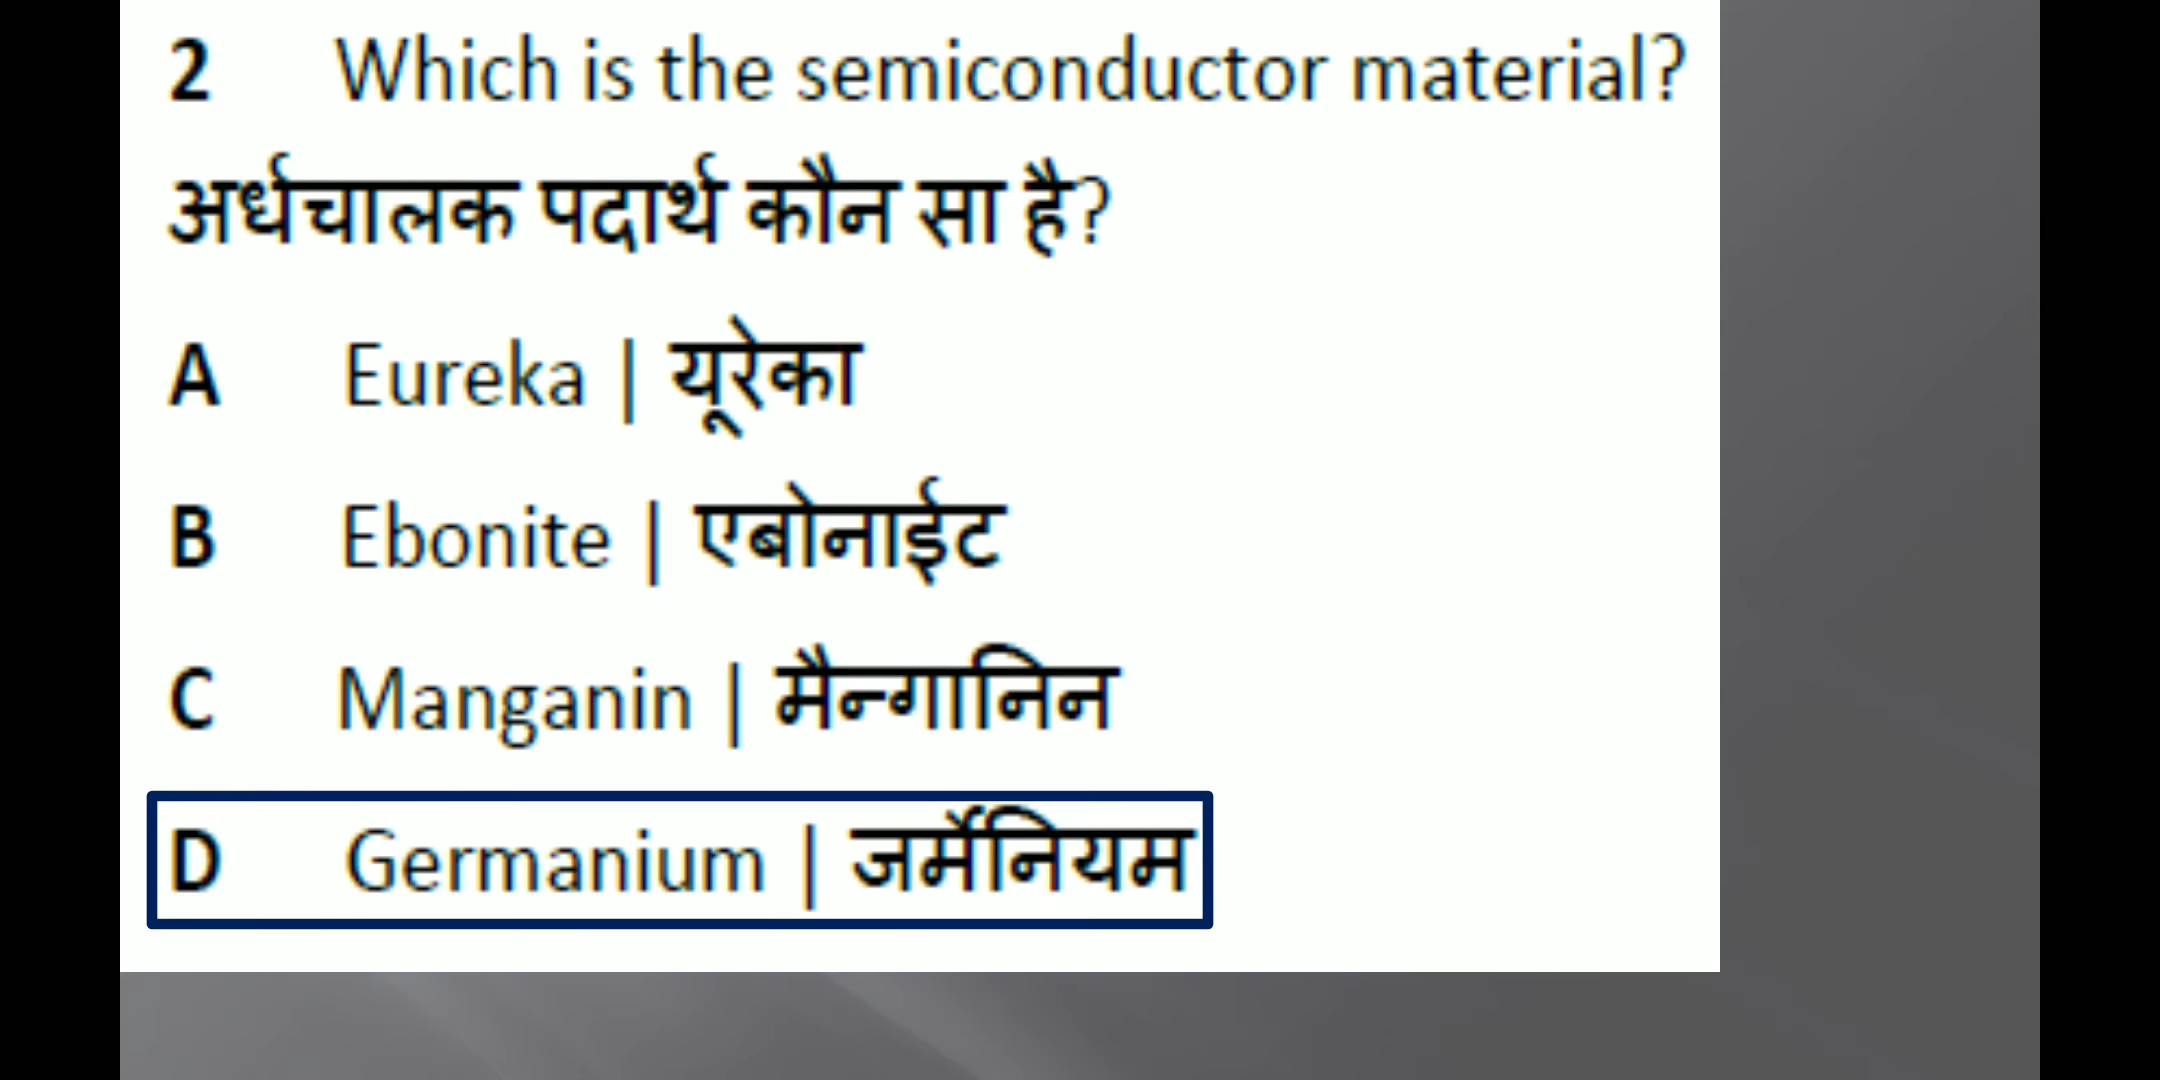 2 Which is the semiconductor material?
अर्धचालक पदार्थ कौन सा है?
A Eureka | यूरेका
B Ebonite | एबोनाईट
C Manganin | मैन्गानिन
D Germanium | जर्मैनियम